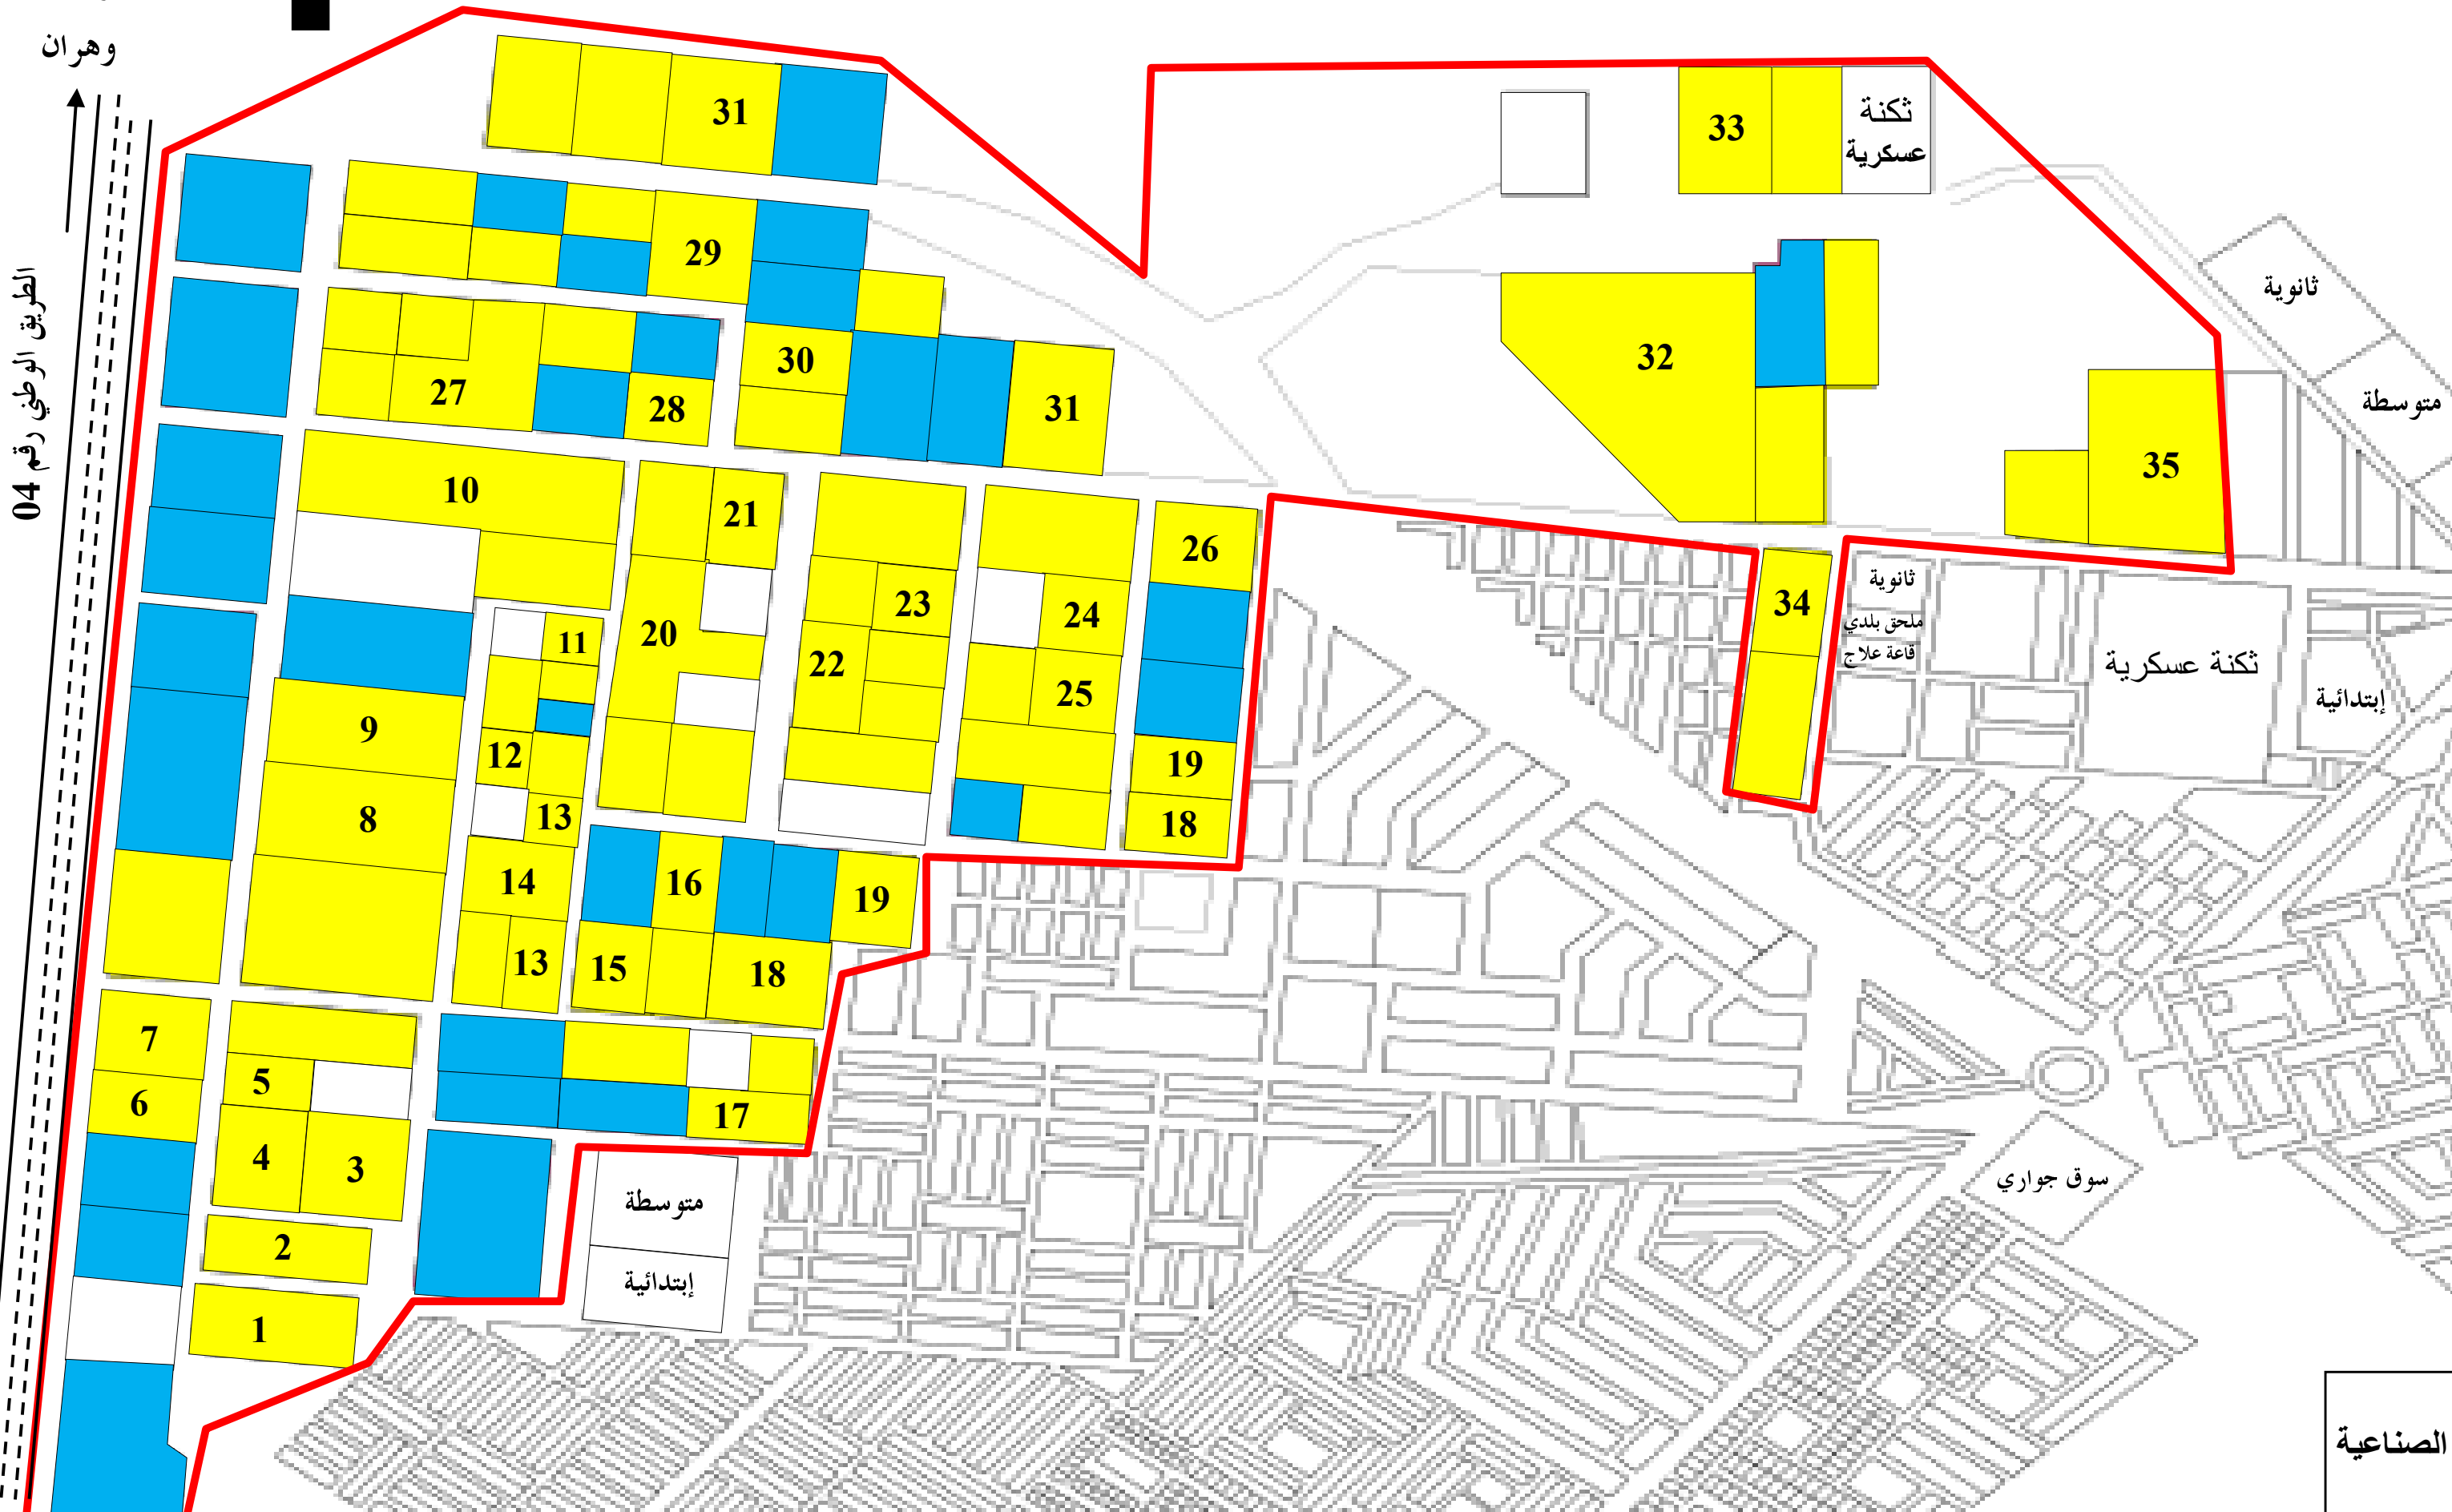 وهران
الطريق الوطني رقم 04
31
33
ثكنة
عسكرية
29
ثانوية
30
32
27
28
31
متوسطة
35
10
21
26
ثانوية
34
23
24
ملحق بلدي
11
20
قاعة علاج
22
ثكنة عسكرية
25
إبتدائية
9
12
19
8
13
18
14
16
19
13
15
18
7
5
6
17
4
3
سوق جواري
متوسطة
2
إبتدائية
1
الصناعية